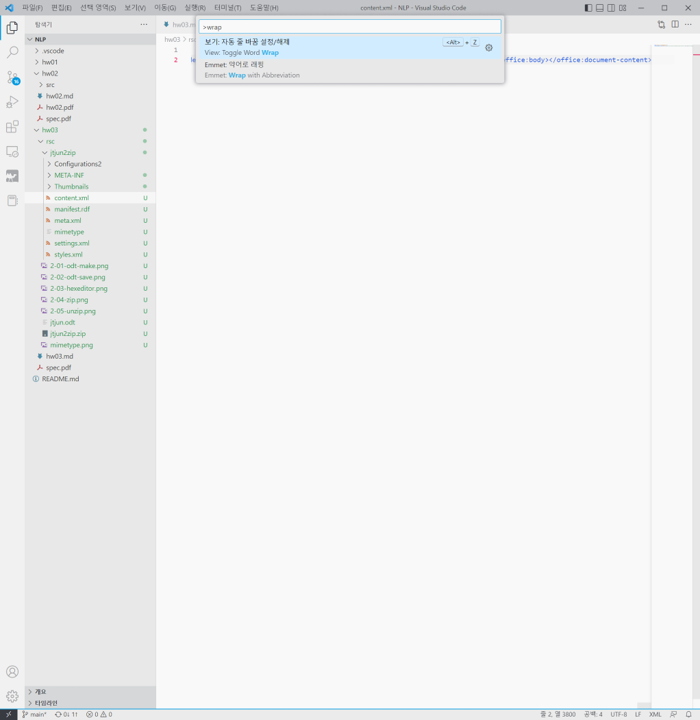 파일(F) 편집(E) 선택 영역(S) 보기(V) 이동(G) 실행(R) 터미널(T) 도움말(H) content.xml - NLP - Visual Studio Code
탐색기
NLP
.vscode
hw01
hw02
src
hw02.md
hw02.pdf
spec.pdf
hw03
rsc
jtjun2zip
Configurations2
META-INF
Thumbnails
content.xml U
manifest.rdf U
meta.xml U
mimetype U
settings.xml U
styles.xml U
2-01-odt-make.png U
2-02-odt-save.png U
2-03-hexeditor.png U
2-04-zip.png U
2-05-unzip.png U
jtjun.odt U
jtjun2zip.zip U
mimetype.png U
hw03.md
spec.pdf
README.md
개요
타임라인
16
hw03.m
hw03 > rsc
1
2
>wrap
보기: 자동 줄 바꿈 설정/해제 <Alt> + Z
View: Toggle Word Wrap
Emmet: 약어로 래핑
Emmet: Wrap with Abbreviation
ffice:body></office:document-content>
main* 0↓ 11↑ 0 0 줄 2, 열 3800 공백: 4 UTF-8 LF XML